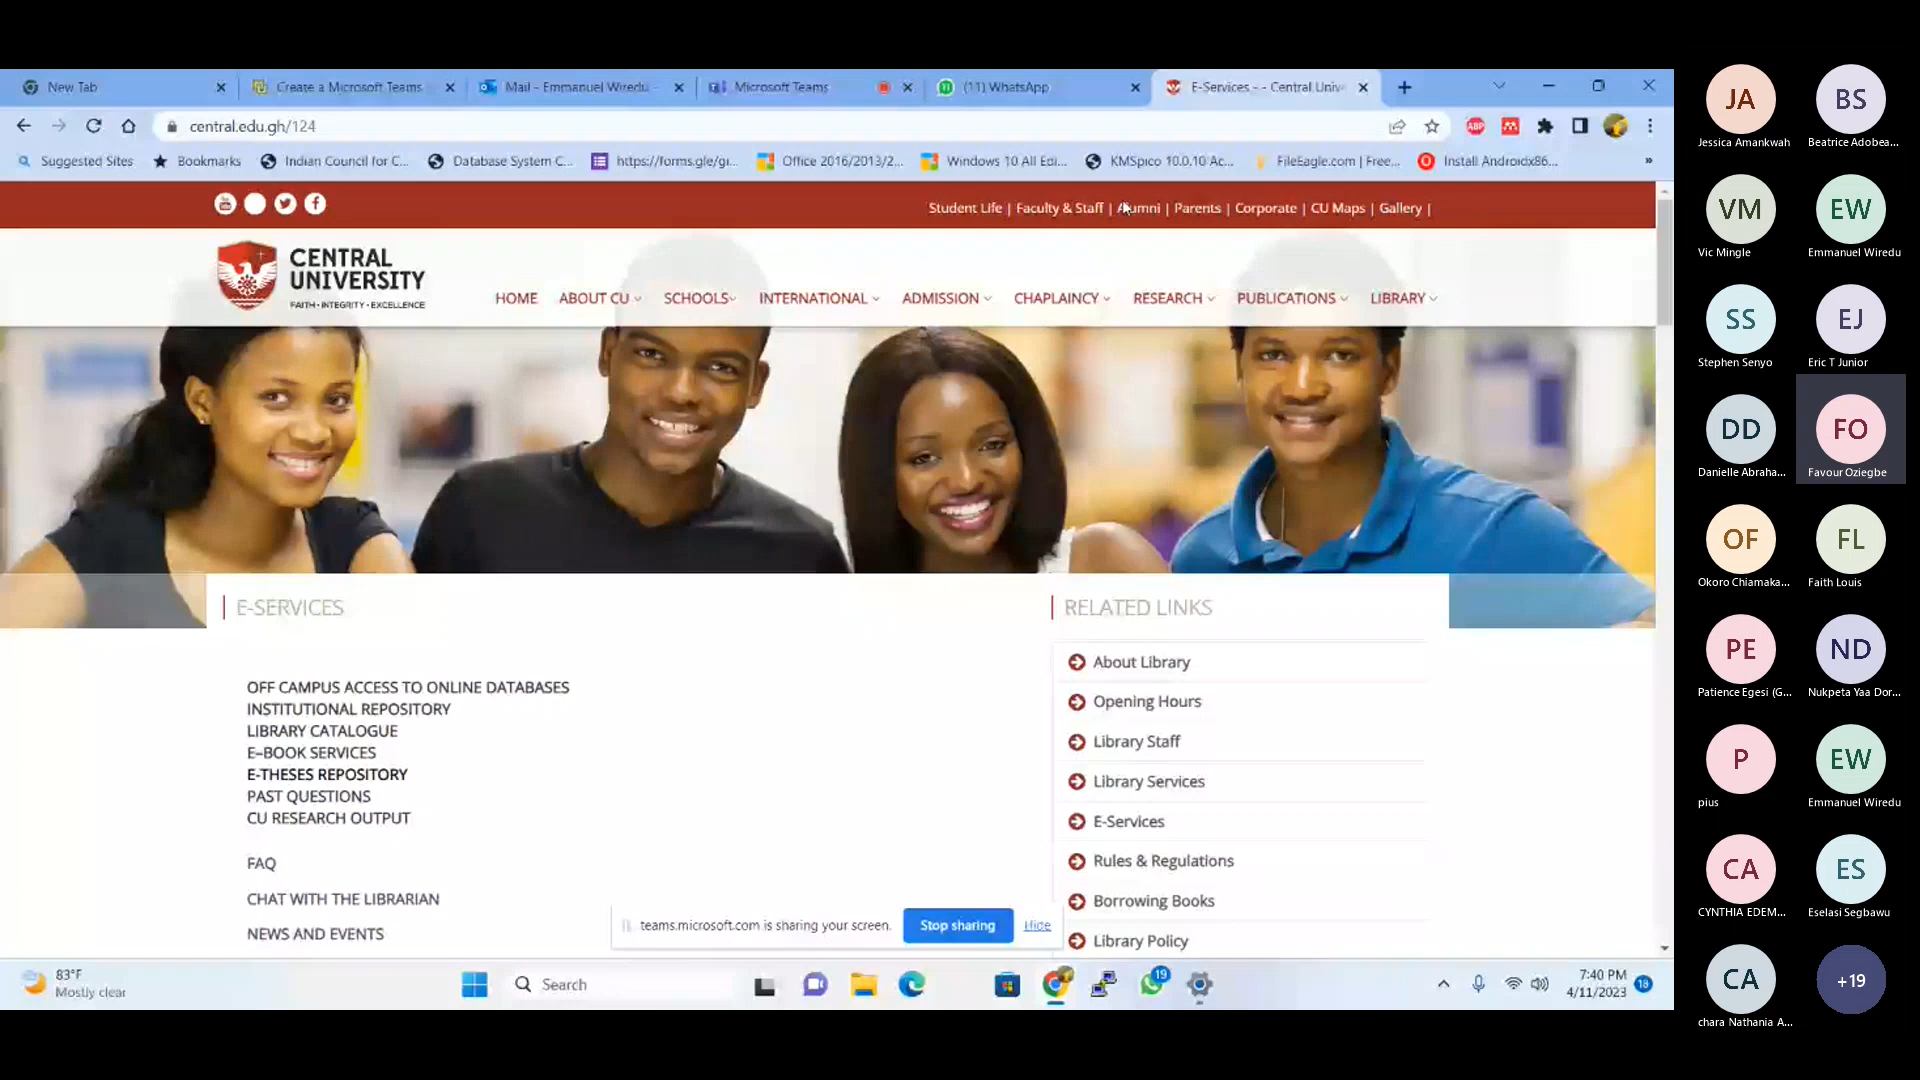 New Tab
Create a Microsoft Teams
Mail - Emmanuel Wiredu -
Microsoft Teams
(11) WhatsApp
E-Services - - Central Unive
central.edu.gh/124
ABP
Suggested Sites
Bookmarks
Indian Council for C...
Database System C...
https://forms.gle/gi...
Office 2016/2013/2...
Windows 10 All Edi...
KMSpico 10.0.10 Ac...
FileEagle.com | Free...
Install Androidx86...
»
Student Life | Faculty & Staff | Alumni | Parents | Corporate | CU Maps | Gallery |
CENTRAL
UNIVERSITY
FAITH • INTEGRITY • EXCELLENCE
HOME ABOUT CU SCHOOLS INTERNATIONAL ADMISSION CHAPLAINCY RESEARCH PUBLICATIONS LIBRARY
E-SERVICES
OFF CAMPUS ACCESS TO ONLINE DATABASES
INSTITUTIONAL REPOSITORY
LIBRARY CATALOGUE
E–BOOK SERVICES
E-THESES REPOSITORY
PAST QUESTIONS
CU RESEARCH OUTPUT
FAQ
CHAT WITH THE LIBRARIAN
NEWS AND EVENTS
RELATED LINKS
About Library
Opening Hours
Library Staff
Library Services
E-Services
Rules & Regulations
Borrowing Books
Library Policy
teams.microsoft.com is sharing your screen.
Stop sharing
Hide
83°F
Mostly clear
Search
19
7:40 PM
4/11/2023
18
JA
Jessica Amankwah
BS
Beatrice Adobea...
VM
Vic Mingle
EW
Emmanuel Wiredu
SS
Stephen Senyo
EJ
Eric T Junior
DD
Danielle Abraha...
FO
Favour Oziegbe
OF
Okoro Chiamaka...
FL
Faith Louis
PE
Patience Egesi (G...
ND
Nukpeta Yaa Dor...
P
pius
EW
Emmanuel Wiredu
CA
CYNTHIA EDEM...
ES
Eselasi Segbawu
CA
chara Nathania A...
+19